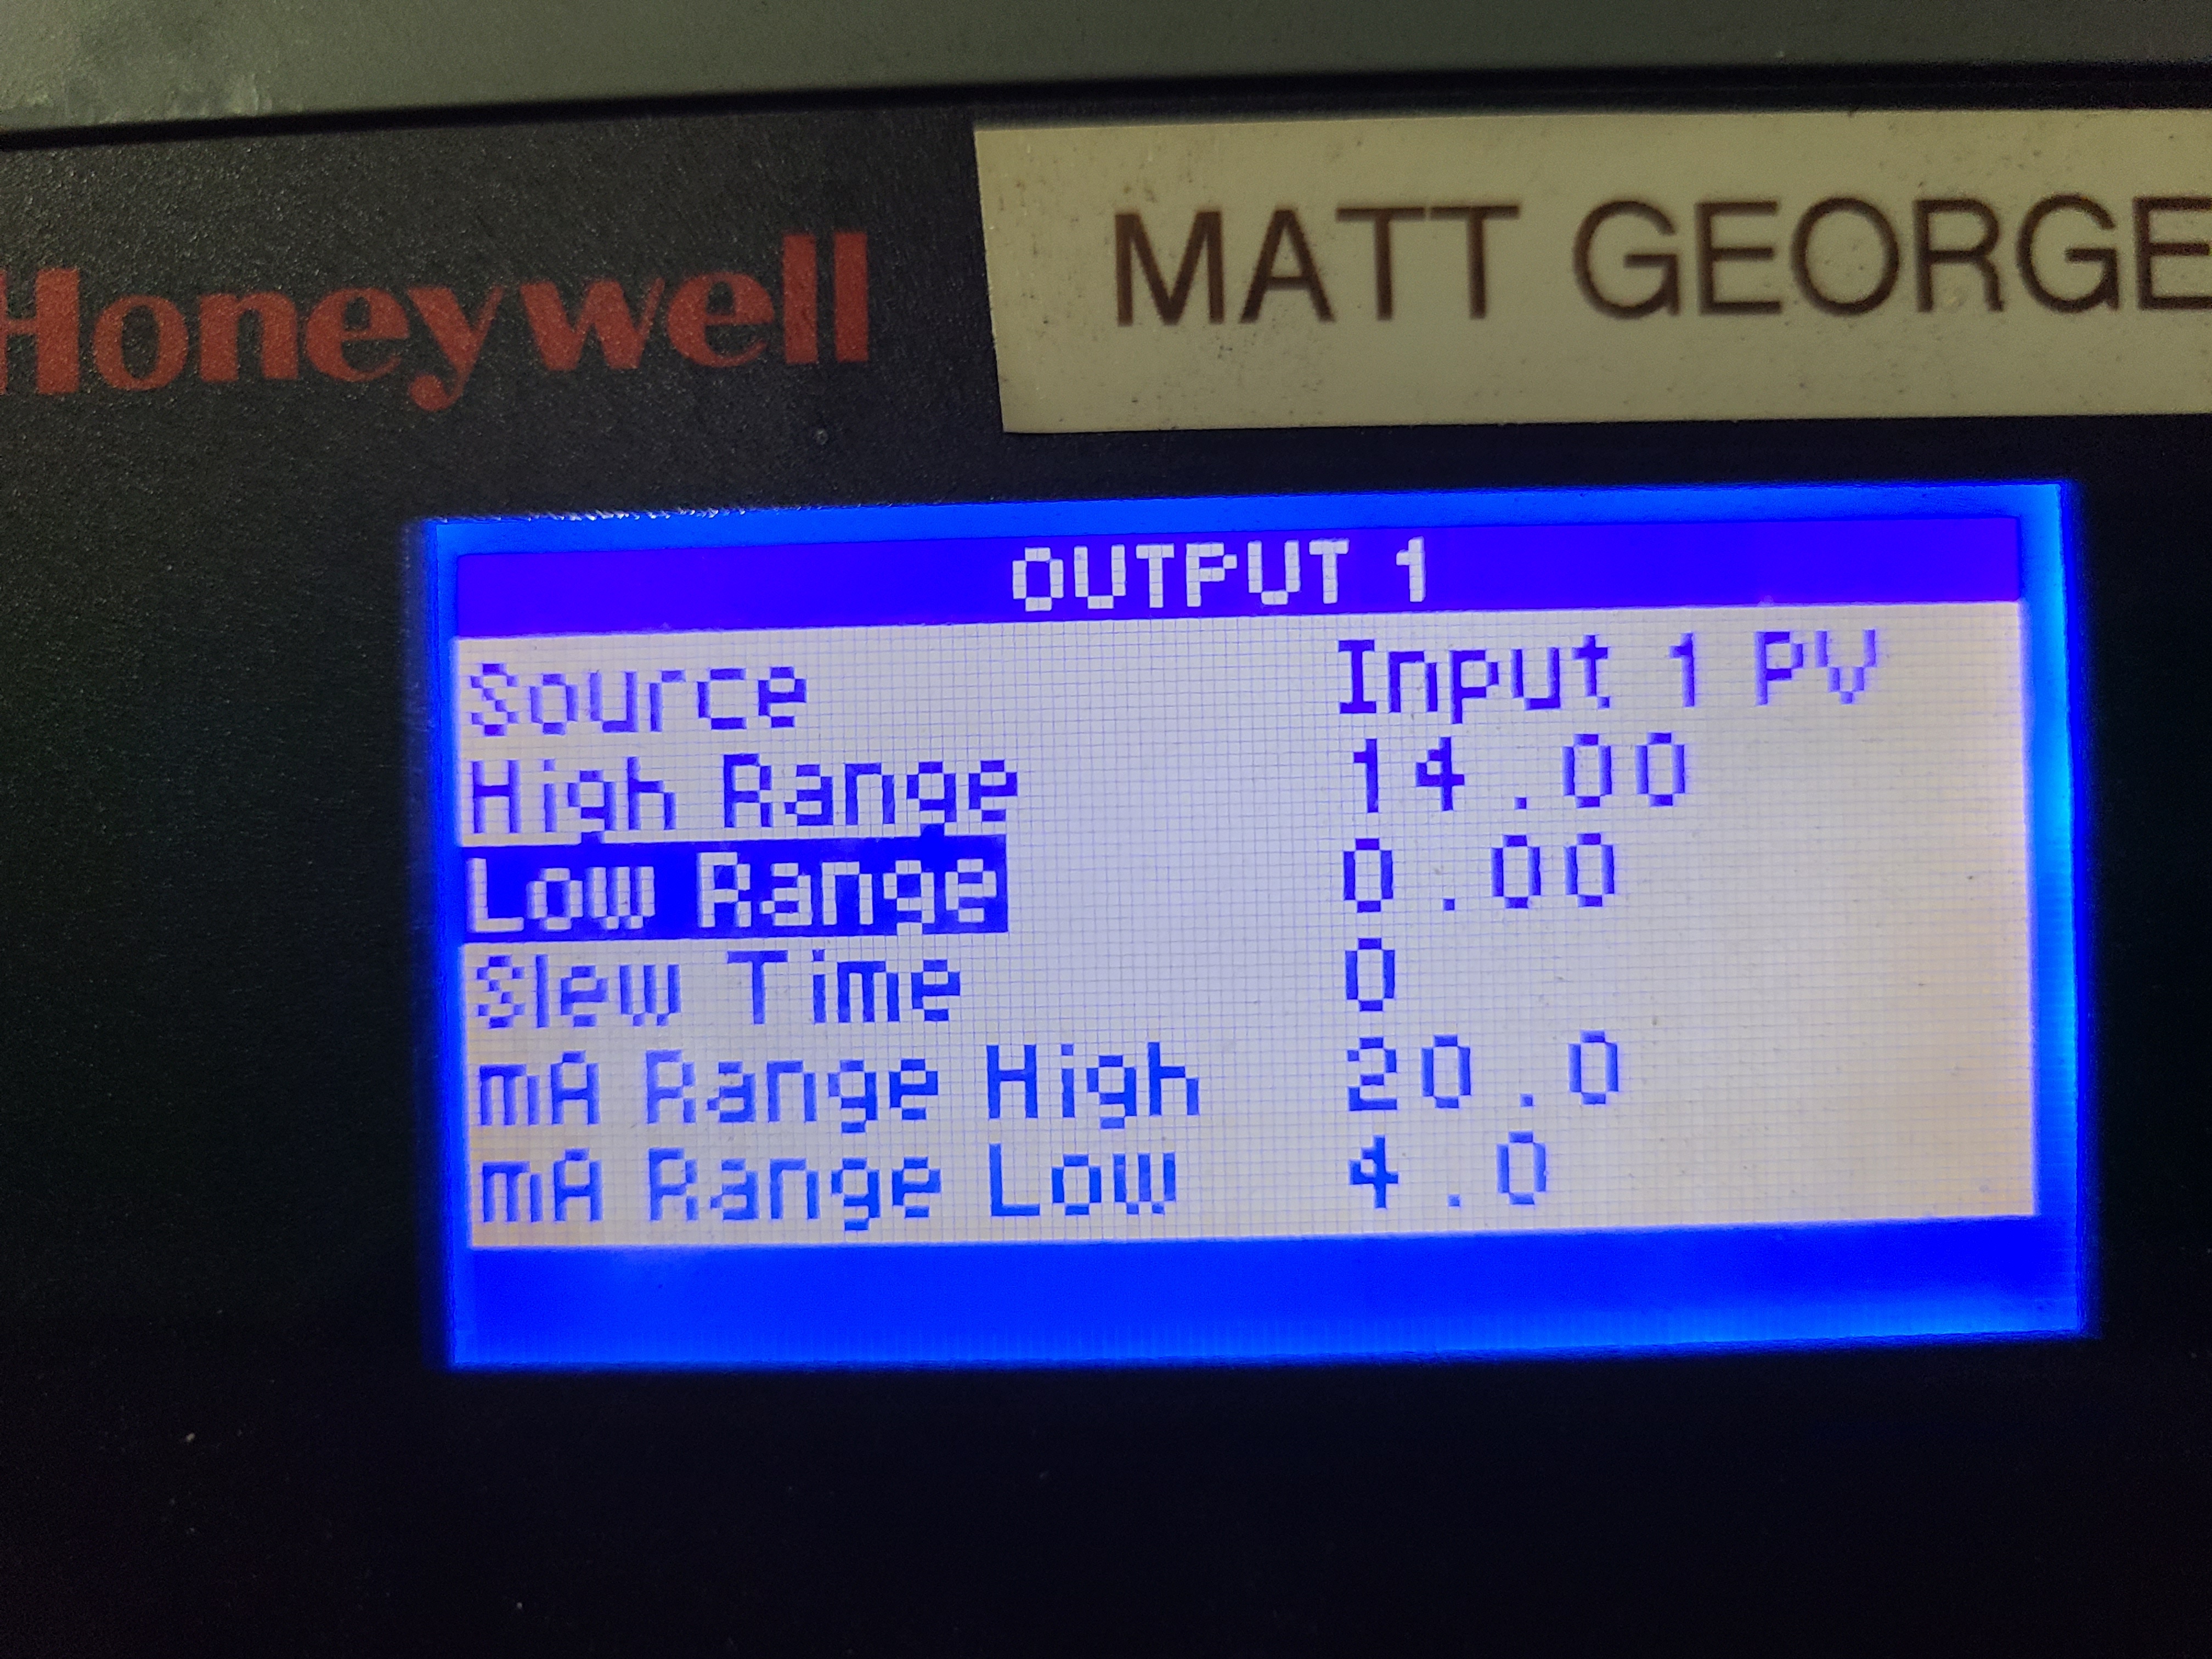 Honeywell
MATT GEORGE
OUTPUT 1
Source Input 1 PV
High Range 14.00
Low Range 0.00
Slew Time 0
mA Range High 20.0
mA Range Low 4.0